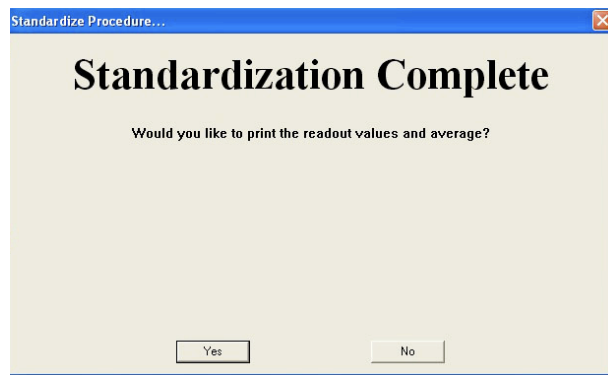 Standardize Procedure...
Standardization Complete
Would you like to print the readout values and average?
Yes No